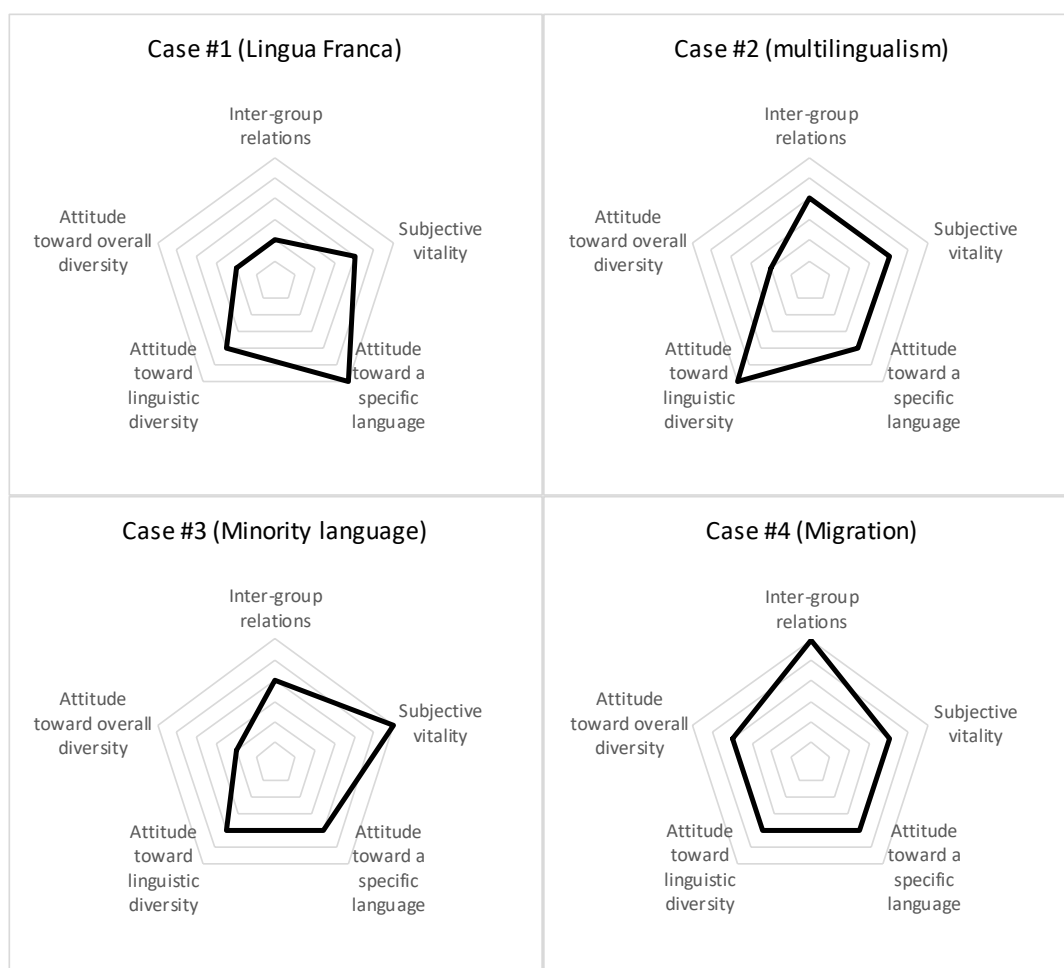 Case #1 (Lingua Franca)
Inter-group
relations
Attitude
toward overall
diversity
Subjective
vitality
Attitude
toward
linguistic
diversity
Attitude
toward a
specific
language
Case #2 (multilingualism)
Inter-group
relations
Attitude
toward overall
diversity
Subjective
vitality
Attitude
toward
linguistic
diversity
Attitude
toward a
specific
language
Case #3 (Minority language)
Inter-group
relations
Attitude
toward overall
diversity
Subjective
vitality
Attitude
toward
linguistic
diversity
Attitude
toward a
specific
language
Case #4 (Migration)
Inter-group
relations
Attitude
toward overall
diversity
Subjective
vitality
Attitude
toward
linguistic
diversity
Attitude
toward a
specific
language